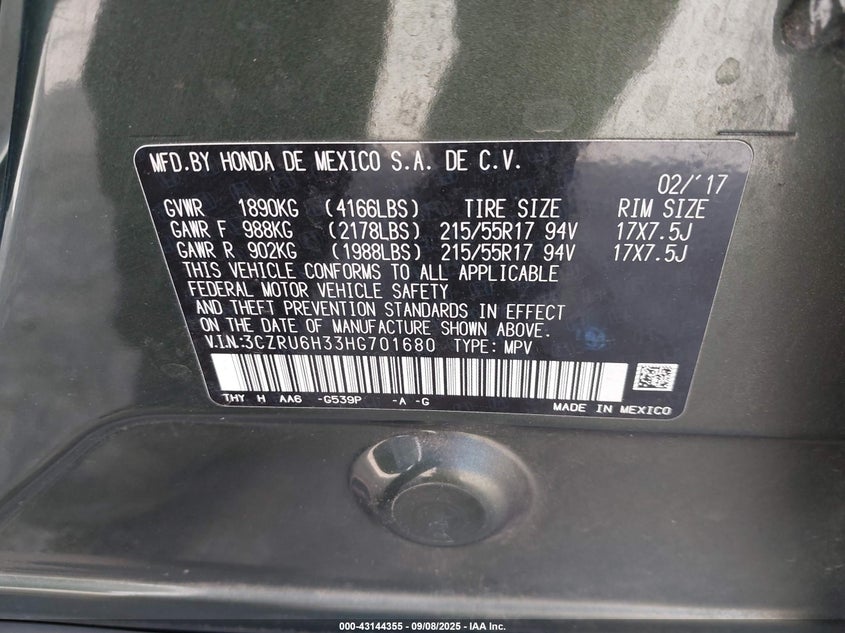 MFD.BY HONDA DE MEXICO S.A. DE C.V.
02/'17
GVWR 1890KG (4166LBS) TIRE SIZE RIM SIZE
GAWR F 988KG (2178LBS) 215/55R17 94V 17X7.5J
GAWR R 902KG (1988LBS) 215/55R17 94V 17X7.5J
THIS VEHICLE CONFORMS TO ALL APPLICABLE
FEDERAL MOTOR VEHICLE SAFETY
AND THEFT PREVENTION STANDARDS IN EFFECT
ON THE DATE OF MANUFACTURE SHOWN ABOVE.
V.I.N:3CZRU6H33HG701680 TYPE: MPV
THY H AA6 -G539P -A -G
MADE IN MEXICO
000-43144355 - 09/08/2025 - IAA Inc.